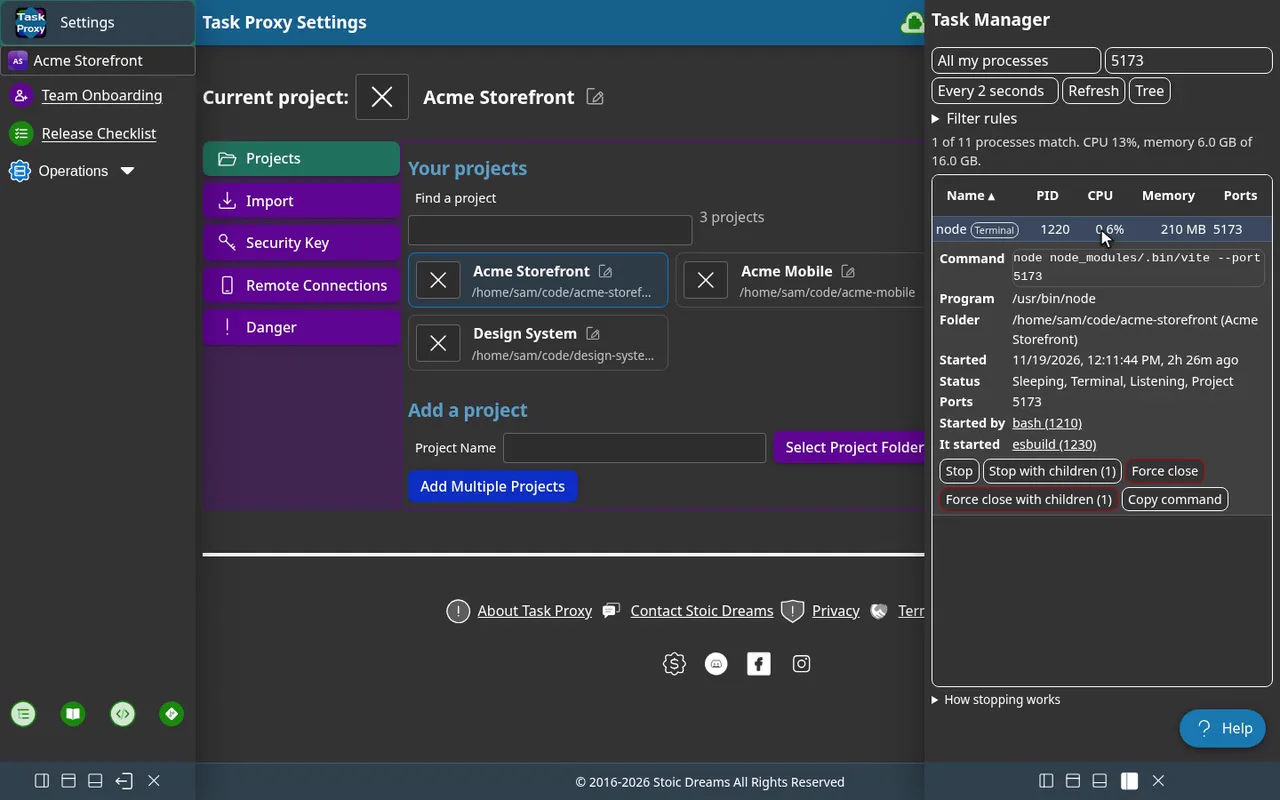 Task Proxy
Settings
AS Acme Storefront
Team Onboarding
Release Checklist
Operations
Task Proxy Settings
Current project:
Acme Storefront
Projects
Import
Security Key
Remote Connections
Danger
Your projects
Find a project
3 projects
Acme Storefront
/home/sam/code/acme-storef...
Acme Mobile
/home/sam/code/acme-mobile
Design System
/home/sam/code/design-syste...
Add a project
Project Name
Select Project Folder
Add Multiple Projects
About Task Proxy
Contact Stoic Dreams
Privacy
Terr
© 2016-2026 Stoic Dreams All Rights Reserved
Task Manager
All my processes
5173
Every 2 seconds
Refresh
Tree
Filter rules
1 of 11 processes match. CPU 13%, memory 6.0 GB of
16.0 GB.
Name ▲ PID CPU Memory Ports
node Terminal 1220 0.6% 210 MB 5173
Command node node_modules/.bin/vite --port
5173
Program /usr/bin/node
Folder /home/sam/code/acme-storefront (Acme
Storefront)
Started 11/19/2026, 12:11:44 PM, 2h 26m ago
Status Sleeping, Terminal, Listening, Project
Ports 5173
Started by bash (1210)
It started esbuild (1230)
Stop
Stop with children (1)
Force close
Force close with children (1)
Copy command
How stopping works
Help